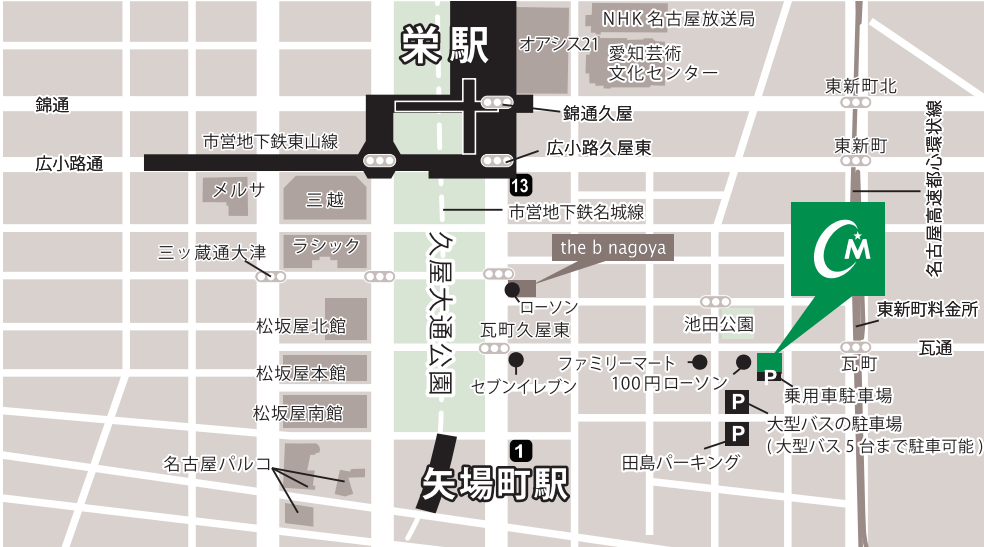 NHK 名古屋放送局
栄駅
オアシス21
愛知芸術
文化センター
東新町北
錦通
錦通久屋
市営地下鉄東山線
広小路久屋東
東新町
広小路通
名古屋高速都心環状線
13
メルサ
三越
市営地下鉄名城線
CM
久屋大通公園
三ッ蔵通大津
ラシック
the b nagoya
ローソン
東新町料金所
松坂屋北館
瓦町久屋東
池田公園
瓦通
松坂屋本館
セブンイレブン
ファミリーマート
100円ローソン
P
瓦町
乗用車駐車場
松坂屋南館
P
大型バスの駐車場
(大型バス5台まで駐車可能)
P
田島パーキング
名古屋パルコ
1
矢場町駅